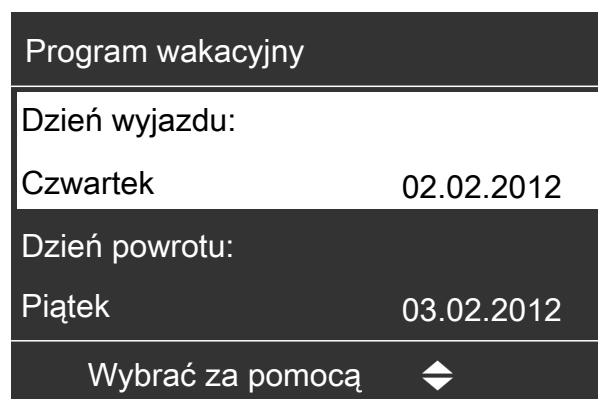 Program wakacyjny
Dzień wyjazdu:
Czwartek 02.02.2012
Dzień powrotu:
Piątek 03.02.2012
Wybrać za pomocą